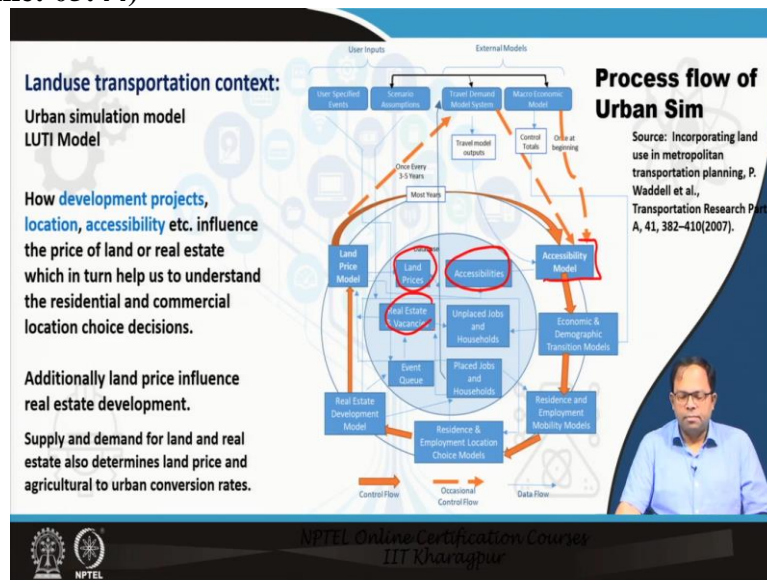 Landuse transportation context:
Urban simulation model
LUTI Model
How development projects,
location, accessibility etc. influence
the price of land or real estate
which in turn help us to understand
the residential and commercial
location choice decisions.
Additionally land price influence
real estate development.
Supply and demand for land and real
estate also determines land price and
agricultural to urban conversion rates.
User Inputs
External Models
User Specified
Events
Scenario
Assumptions
Travel Demand
Model System
Macro Economic
Model
Travel model
outputs
Control
Totals
Once at
beginning
Once Every
3-5 Years
Most Years
Land
Price
Model
Land
Prices
Accessibilities
Accessibility
Model
Real Estate
Vacancies
Unplaced Jobs
and
Households
Economic &
Demographic
Transition Models
Event
Queue
Placed Jobs
and
Households
Real Estate
Development
Model
Residence &
Employment Location
Choice Models
Residence and
Employment
Mobility Models
Control Flow
Occasional
Control Flow
Data Flow
Process flow of
Urban Sim
Source: Incorporating land
use in metropolitan
transportation planning, P.
Waddell et al.,
Transportation Research Part
A, 41, 382–410(2007).
NPTEL
NPTEL Online Certification Courses
IIT Kharagpur